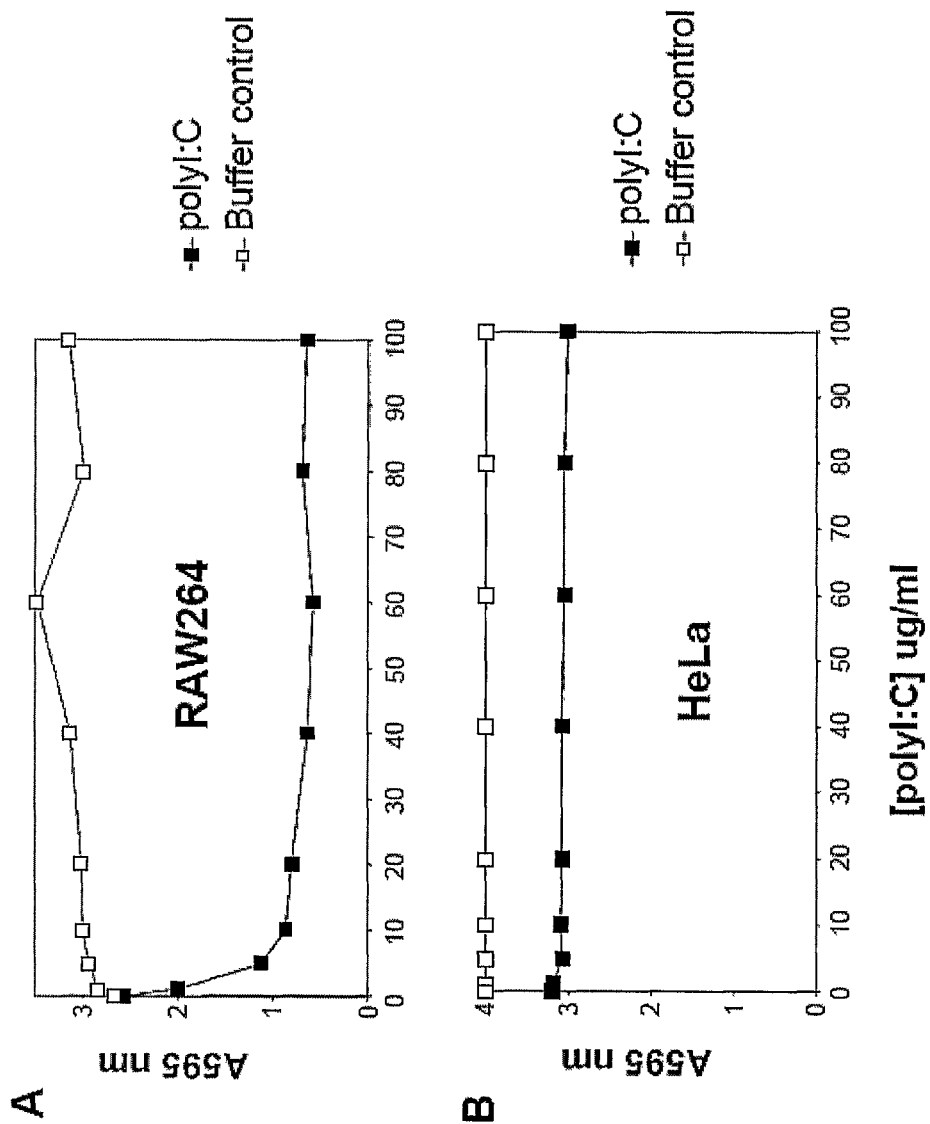 A
A595 nm
3
2
1
0
RAW264
0 10 20 30 40 50 60 70 80 90 100
polyI:C
Buffer control
B
A595 nm
4
3
2
1
0
HeLa
0 10 20 30 40 50 60 70 80 90 100
[polyI:C] ug/ml
polyI:C
Buffer control